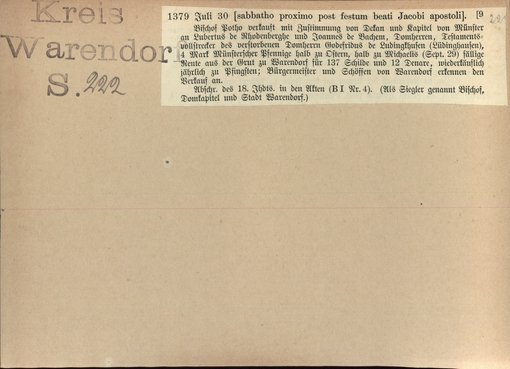 Kreis
Warendorf
S. 222
1379 Juli 30 [sabbatho proximo post festum beati Jacobi apostoli]. [9
Bischof Potho verkauft mit Zustimmung von Dekan und Kapitel von Münster
an Lubertus de Rhodenberghe und Joannes de Bachem, Domherren, Testaments-
vollstrecker des verstorbenen Domherrn Godefridus de Ludingkhusen (Lüdinghausen),
4 Mark Münsterscher Pfennige halb zu Ostern, halb zu Michaelis (Sept. 29) fällige
Rente aus der Grut zu Warendorf für 137 Schilde und 12 Denare, wiederkäuflich
jährlich zu Pfingsten; Bürgermeister und Schöffen von Warendorf erkennen den
Verkauf an.
Abschr. des 18. Jhdts. in den Akten (B I Nr. 4). (Als Siegler genannt Bischof,
Domkapitel und Stadt Warendorf.)